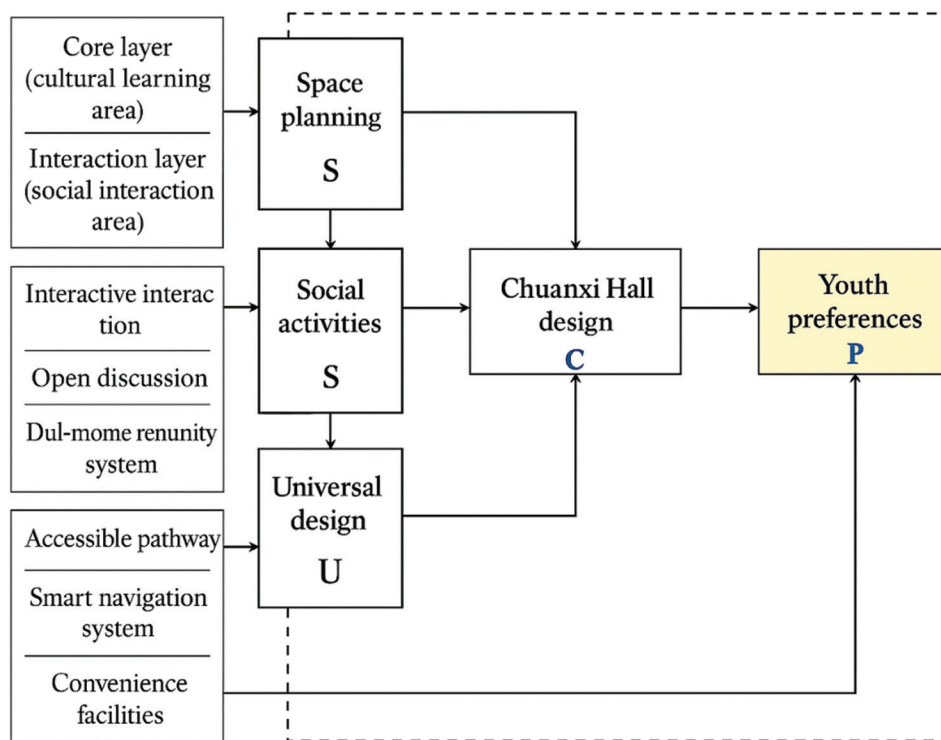 Core layer
(cultural learning
area)
Interaction layer
(social interaction
area)
Interactive interac
tion
Open discussion
Dul-mome renunity
system
Accessible pathway
Smart navigation
system
Convenience
facilities
Space
planning
S
Social
activities
S
Universal
design
U
Chuanxi Hall
design
C
Youth
preferences
P